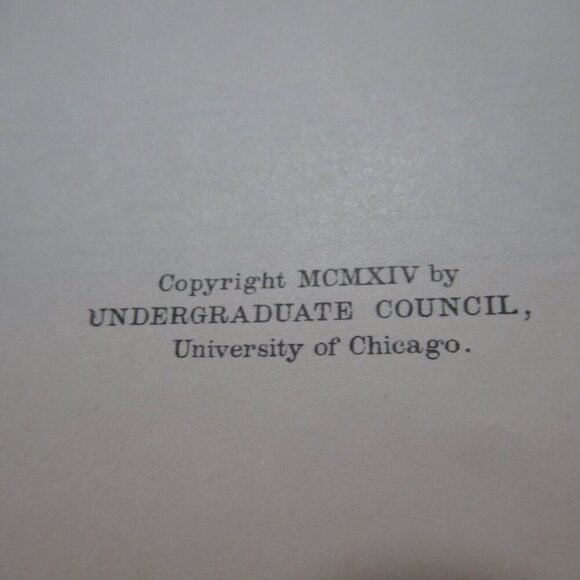 Copyright MCMXIV by
UNDERGRADUATE COUNCIL,
University of Chicago.